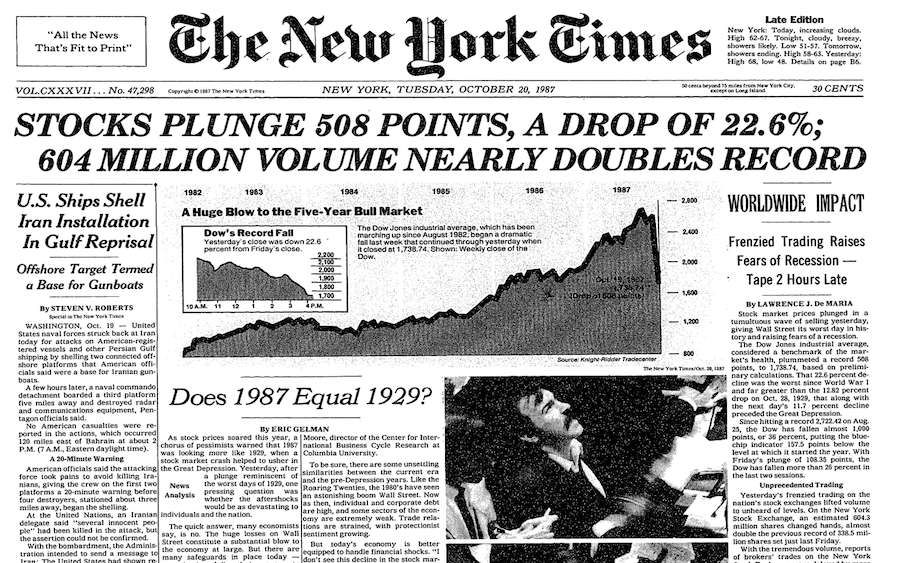 "All the News
That's Fit to Print"
The New York Times
Late Edition
New York: Today, increasing clouds.
High 62-67. Tonight, cloudy, breezy,
showers likely. Low 51-57. Tomorrow,
showers ending. High 58-63. Yesterday:
High 68, low 48. Details on page B6.
VOL.CXXXVII . . . No. 47,298
Copyright © 1987 The New York Times
NEW YORK, TUESDAY, OCTOBER 20, 1987
50 cents beyond 75 miles from New York City,
except on Long Island.
30 CENTS
STOCKS PLUNGE 508 POINTS, A DROP OF 22.6%;
604 MILLION VOLUME NEARLY DOUBLES RECORD
U.S. Ships Shell
Iran Installation
In Gulf Reprisal
Offshore Target Termed
a Base for Gunboats
By STEVEN V. ROBERTS
Special to The New York Times
WASHINGTON, Oct. 19 — United
States naval forces struck back at Iran
today for attacks on American-regis-
tered vessels and other Persian Gulf
shipping by shelling two connected off-
shore platforms that American offi-
cials said were a base for Iranian gun-
boats.
A few hours later, a naval commando
detachment boarded a third platform
five miles away and destroyed radar
and communications equipment, Pen-
tagon officials said.
No American casualties were re-
ported in the actions, which occurred
120 miles east of Bahrain at about 2
P.M. (7 A.M., Eastern daylight time).
A 20-Minute Warning
American officials said the attacking
force took pains to avoid killing Ira-
nians, giving the crew on the first two
platforms a 20-minute warning before
four destroyers, stationed about three
miles away, began the shelling.
At the United Nations, an Iranian
delegate said "several innocent peo-
ple" had been killed in the attack, but
the assertion could not be confirmed.
With the bombardment, the Adminis-
tration intended to send a message to
Iran: The United States had shown re-
1982 1983 1984 1985 1986 1987
A Huge Blow to the Five-Year Bull Market
Dow's Record Fall
Yesterday's close was down 22.6
percent from Friday's close.
2,200
2,100
2,000
1,900
1,800
1,700
10 A.M. 11 12 1 2 3 4 P.M.
The Dow Jones industrial average, which has been
marching up since August 1982, began a dramatic
fall last week that continued through yesterday when
it closed at 1,738.74. Shown: Weekly close of the
Dow.
2,800
2,400
2,000
1,600
1,200
800
Oct. 19, 1987
1,738.74
(Drop of 508 points)
Source: Knight-Ridder Tradecenter
The New York Times/Oct. 20, 1987
Does 1987 Equal 1929?
By ERIC GELMAN
As stock prices soared this year, a
chorus of pessimists warned that 1987
was looking more like 1929, when a
stock market crash helped to usher in
the Great Depression. Yesterday, after
a plunge reminiscent of
the worst days of 1929, one
pressing question was
whether the aftershocks
would be as devastating to
individuals and the nation.
News
Analysis
The quick answer, many economists
say, is no. The huge losses on Wall
Street constitute a substantial blow to
the economy at large. But there are
many safeguards in place today —
Moore, director of the Center for Inter-
national Business Cycle Research at
Columbia University.
To be sure, there are some unsettling
similarities between the current era
and the pre-Depression years. Like the
Roaring Twenties, the 1980's have seen
an astonishing boom on Wall Street. Now
as then, individual and corporate debt
are high, and some sectors of the econ-
omy are extremely weak. Trade rela-
tions are strained, with protectionist
sentiment growing.
But today's economy is better
equipped to handle financial shocks. "I
don't see this decline in the stock mar-
WORLDWIDE IMPACT
Frenzied Trading Raises
Fears of Recession —
Tape 2 Hours Late
By LAWRENCE J. De MARIA
Stock market prices plunged in a
tumultuous wave of selling yesterday,
giving Wall Street its worst day in his-
tory and raising fears of a recession.
The Dow Jones industrial average,
considered a benchmark of the mar-
ket's health, plummeted a record 508
points, to 1,738.74, based on prelimi-
nary calculations. That 22.6 percent de-
cline was the worst since World War I
and far greater than the 12.82 percent
drop on Oct. 28, 1929, that along with
the next day's 11.7 percent decline
preceded the Great Depression.
Since hitting a record 2,722.42 on Aug.
25, the Dow has fallen almost 1,000
points, or 36 percent, putting the blue-
chip indicator 157.5 points below the
level at which it started the year. With
Friday's plunge of 108.35 points, the
Dow has fallen more than 26 percent in
the last two sessions.
Unprecedented Trading
Yesterday's frenzied trading on the
nation's stock exchanges lifted volume
to unheard of levels. On the New York
Stock Exchange, an estimated 604.3
million shares changed hands, almost
double the previous record of 338.5 mil-
lion shares set just last Friday.
With the tremendous volume, reports
of brokers' trades on the New York